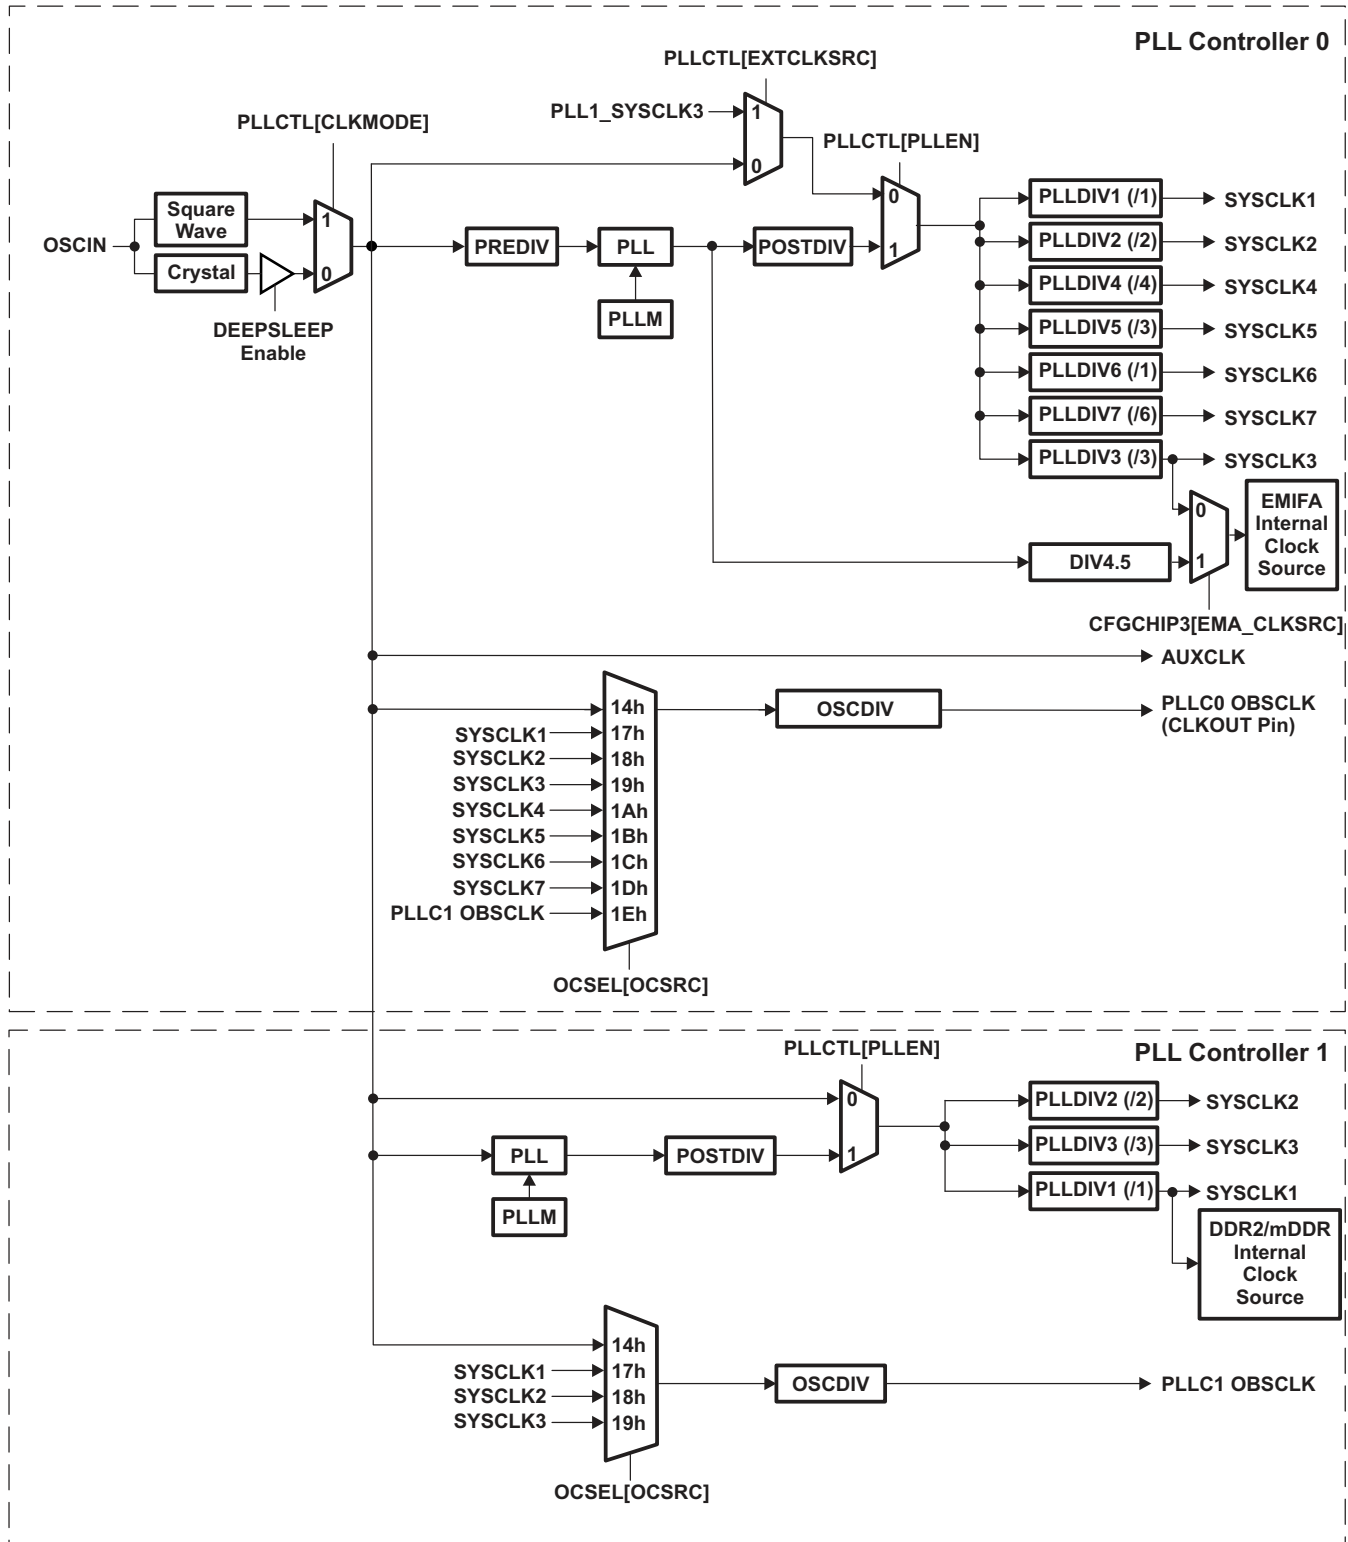 PLL Controller 0
PLLCTL[EXTCLKSRC]
PLL1_SYSCLK3
1
0
PLLCTL[CLKMODE]
PLLCTL[PLLEN]
OSCIN
Square
Wave
Crystal
1
0
DEEPSLEEP
Enable
PREDIV
PLL
PLLM
POSTDIV
0
1
PLLDIV1 (/1)
SYSCLK1
PLLDIV2 (/2)
SYSCLK2
PLLDIV4 (/4)
SYSCLK4
PLLDIV5 (/3)
SYSCLK5
PLLDIV6 (/1)
SYSCLK6
PLLDIV7 (/6)
SYSCLK7
PLLDIV3 (/3)
SYSCLK3
DIV4.5
0
1
EMIFA
Internal
Clock
Source
CFGCHIP3[EMA_CLKSRC]
AUXCLK
14h
SYSCLK1
17h
SYSCLK2
18h
SYSCLK3
19h
SYSCLK4
1Ah
SYSCLK5
1Bh
SYSCLK6
1Ch
SYSCLK7
1Dh
PLLC1 OBSCLK
1Eh
OCSEL[OCSRC]
OSCDIV
PLLC0 OBSCLK
(CLKOUT Pin)
PLL Controller 1
PLLCTL[PLLEN]
0
1
PLL
PLLM
POSTDIV
PLLDIV2 (/2)
SYSCLK2
PLLDIV3 (/3)
SYSCLK3
PLLDIV1 (/1)
SYSCLK1
DDR2/mDDR
Internal
Clock
Source
14h
SYSCLK1
17h
SYSCLK2
18h
SYSCLK3
19h
OCSEL[OCSRC]
OSCDIV
PLLC1 OBSCLK